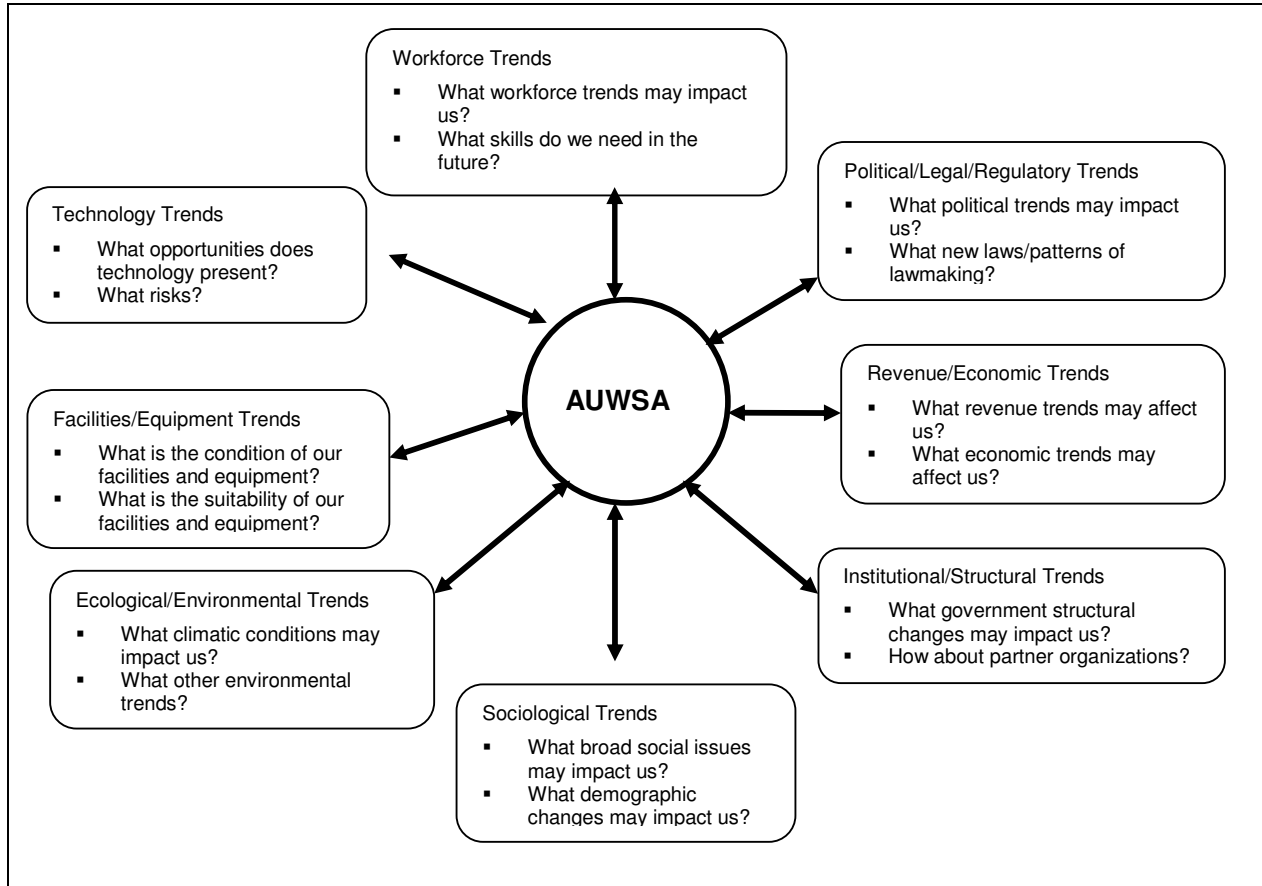 Workforce Trends
▪ What workforce trends may impact
us?
▪ What skills do we need in the
future?
Political/Legal/Regulatory Trends
▪ What political trends may impact
us?
▪ What new laws/patterns of
lawmaking?
Technology Trends
▪ What opportunities does
technology present?
▪ What risks?
AUWSA
Revenue/Economic Trends
▪ What revenue trends may affect
us?
▪ What economic trends may
affect us?
Facilities/Equipment Trends
▪ What is the condition of our
facilities and equipment?
▪ What is the suitability of our
facilities and equipment?
Institutional/Structural Trends
▪ What government structural
changes may impact us?
▪ How about partner organizations?
Ecological/Environmental Trends
▪ What climatic conditions may
impact us?
▪ What other environmental
trends?
Sociological Trends
▪ What broad social issues
may impact us?
▪ What demographic
changes may impact us?